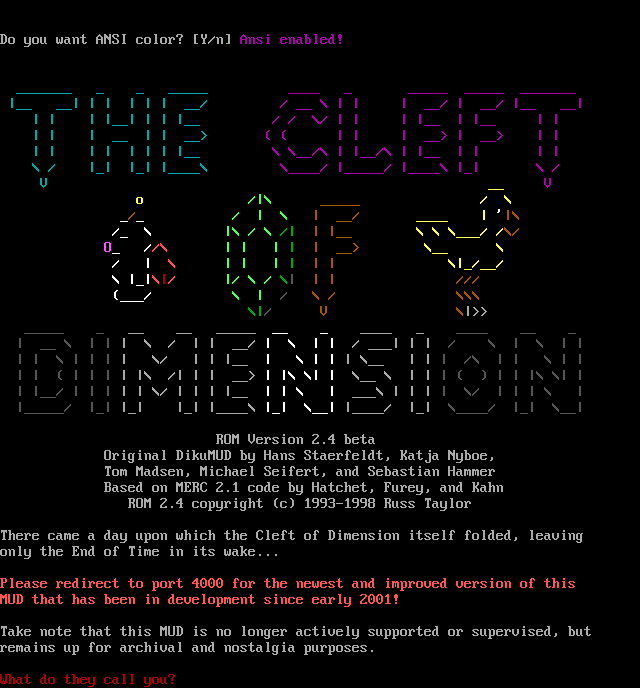 Do you want ANSI color? [Y/n] Ansi enabled!
THE CLEFT
OF
DIMENSION
ROM Version 2.4 beta
Original DikuMUD by Hans Staerfeldt, Katja Nyboe,
Tom Madsen, Michael Seifert, and Sebastian Hammer
Based on MERC 2.1 code by Hatchet, Furey, and Kahn
ROM 2.4 copyright (c) 1993-1998 Russ Taylor
There came a day upon which the Cleft of Dimension itself folded, leaving
only the End of Time in its wake...
Please redirect to port 4000 for the newest and improved version of this
MUD that has been in development since early 2001!
Take note that this MUD is no longer actively supported or supervised, but
remains up for archival and nostalgia purposes.
What do they call you?